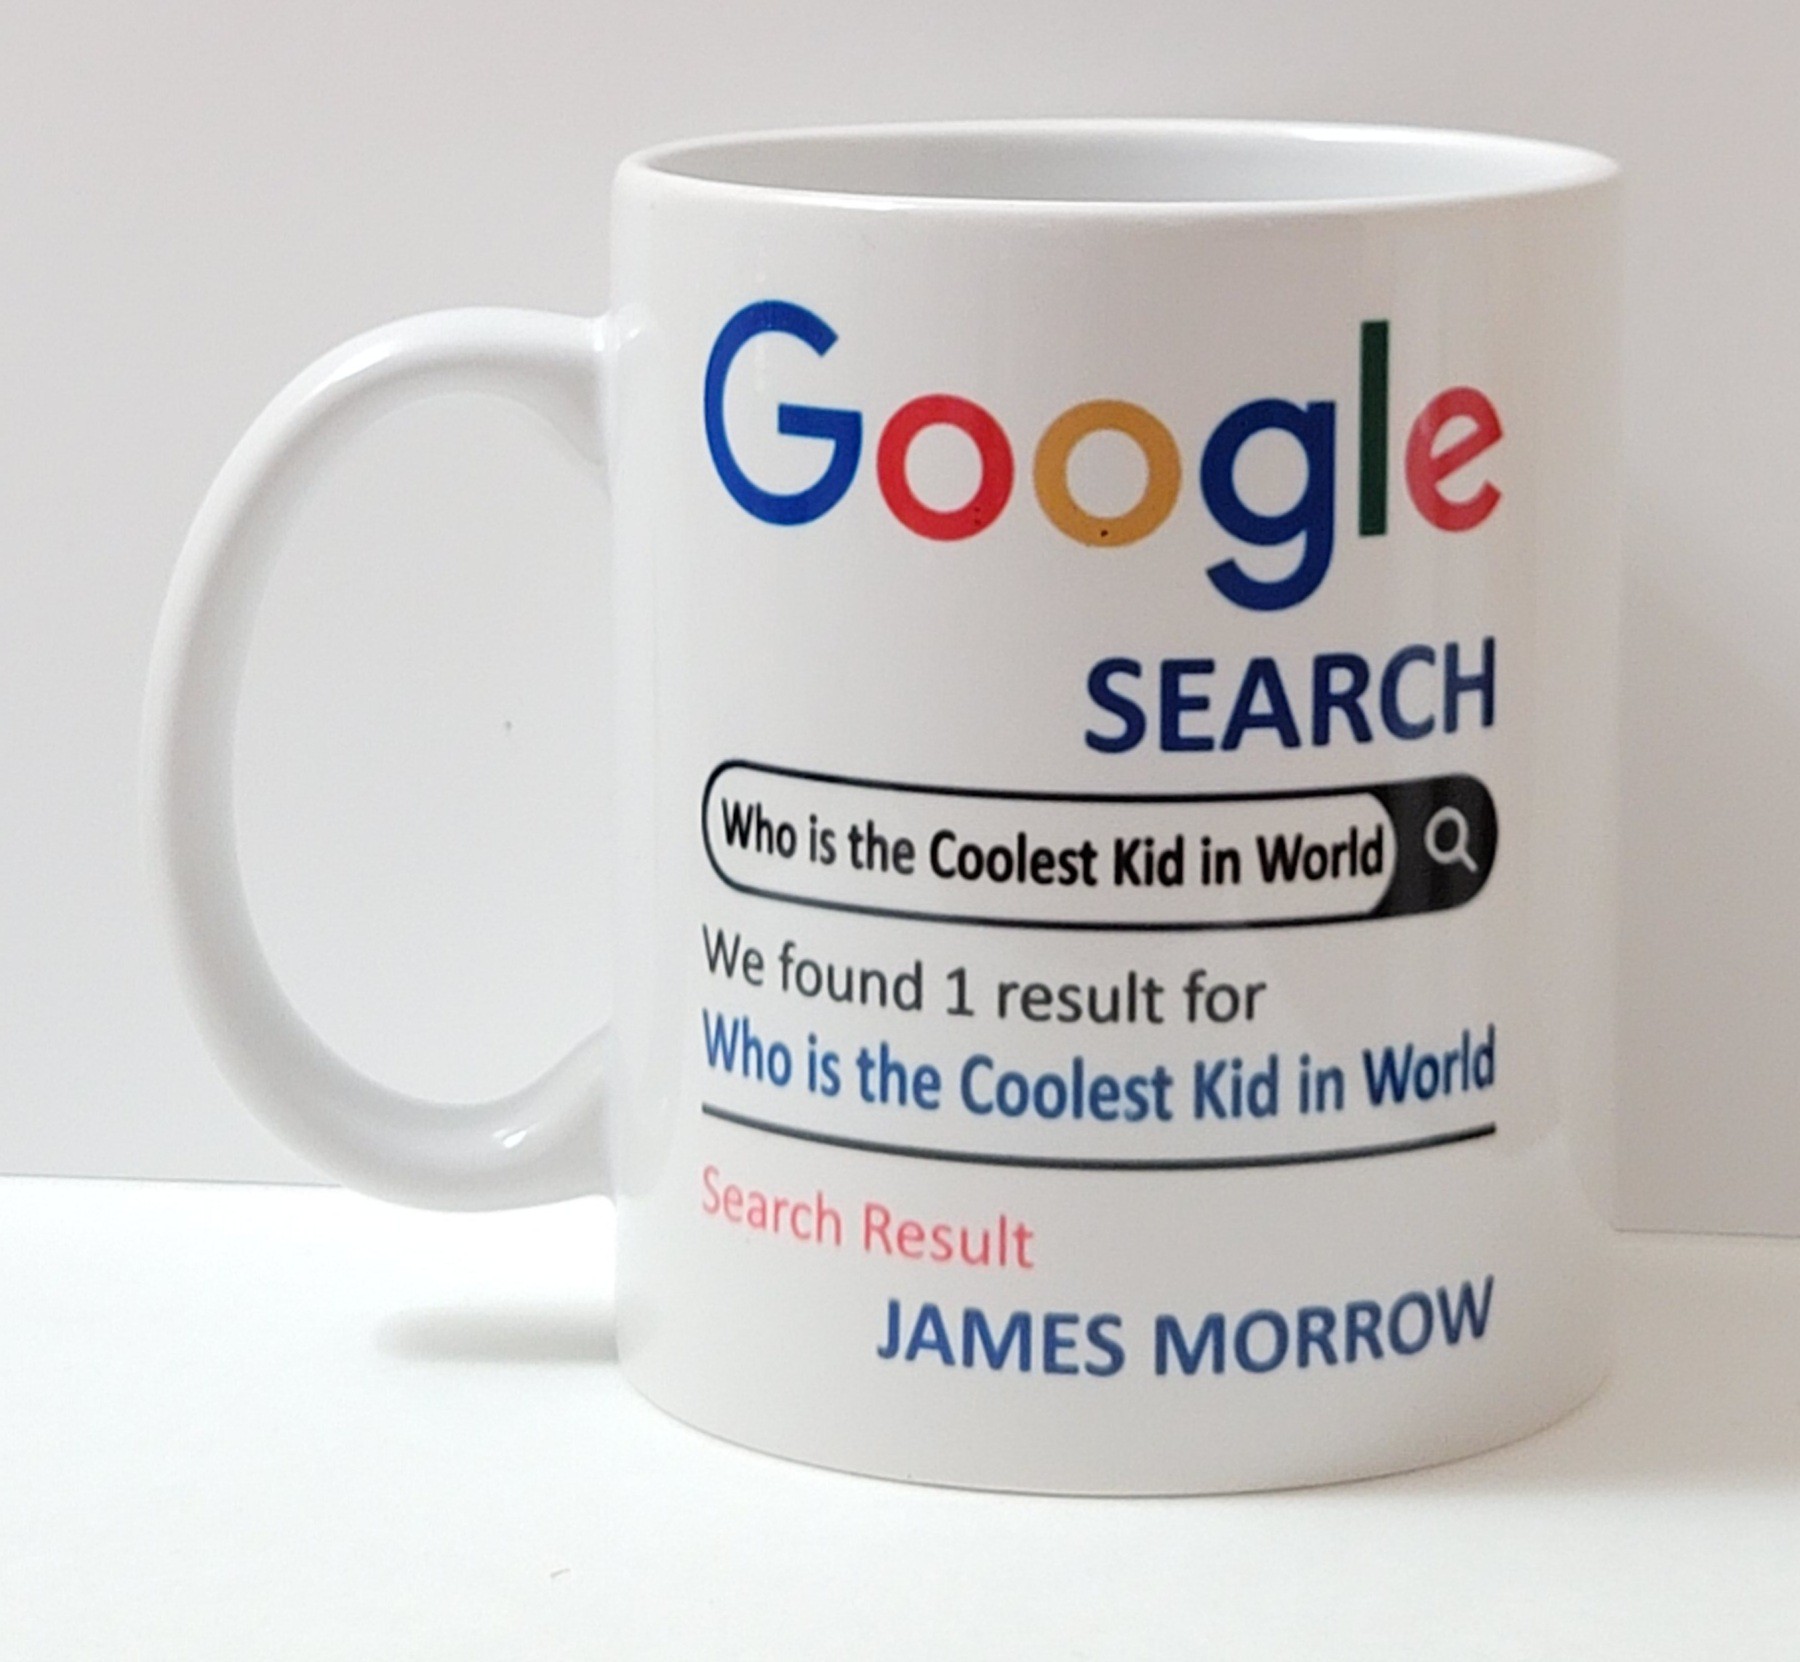 Google
SEARCH
Who is the Coolest Kid in World
We found 1 result for
Who is the Coolest Kid in World
Search Result
JAMES MORROW